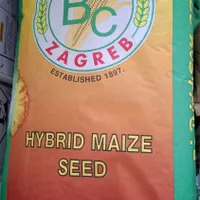 BC
ZAGREB
ESTABLISHED 1897.
HYBRID MAIZE
SEED